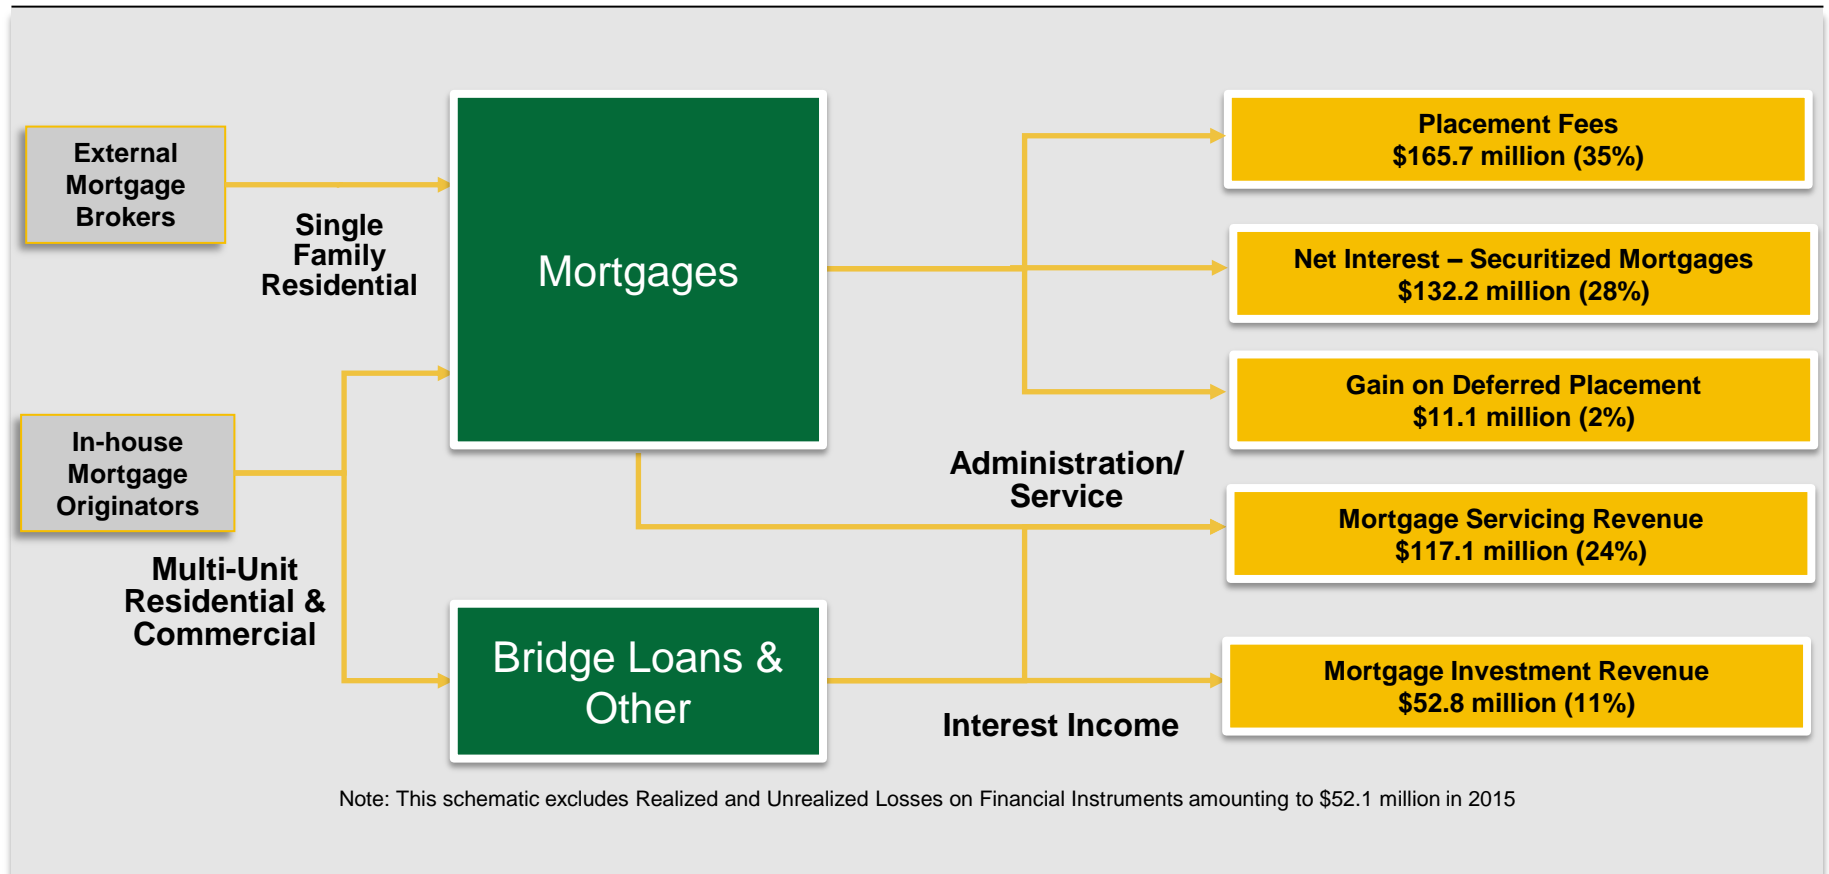 External
Mortgage
Brokers
Single
Family
Residential
In-house
Mortgage
Originators
Multi-Unit
Residential &
Commercial
Mortgages
Bridge Loans &
Other
Administration/
Service
Interest Income
Placement Fees
$165.7 million (35%)
Net Interest – Securitized Mortgages
$132.2 million (28%)
Gain on Deferred Placement
$11.1 million (2%)
Mortgage Servicing Revenue
$117.1 million (24%)
Mortgage Investment Revenue
$52.8 million (11%)
Note: This schematic excludes Realized and Unrealized Losses on Financial Instruments amounting to $52.1 million in 2015